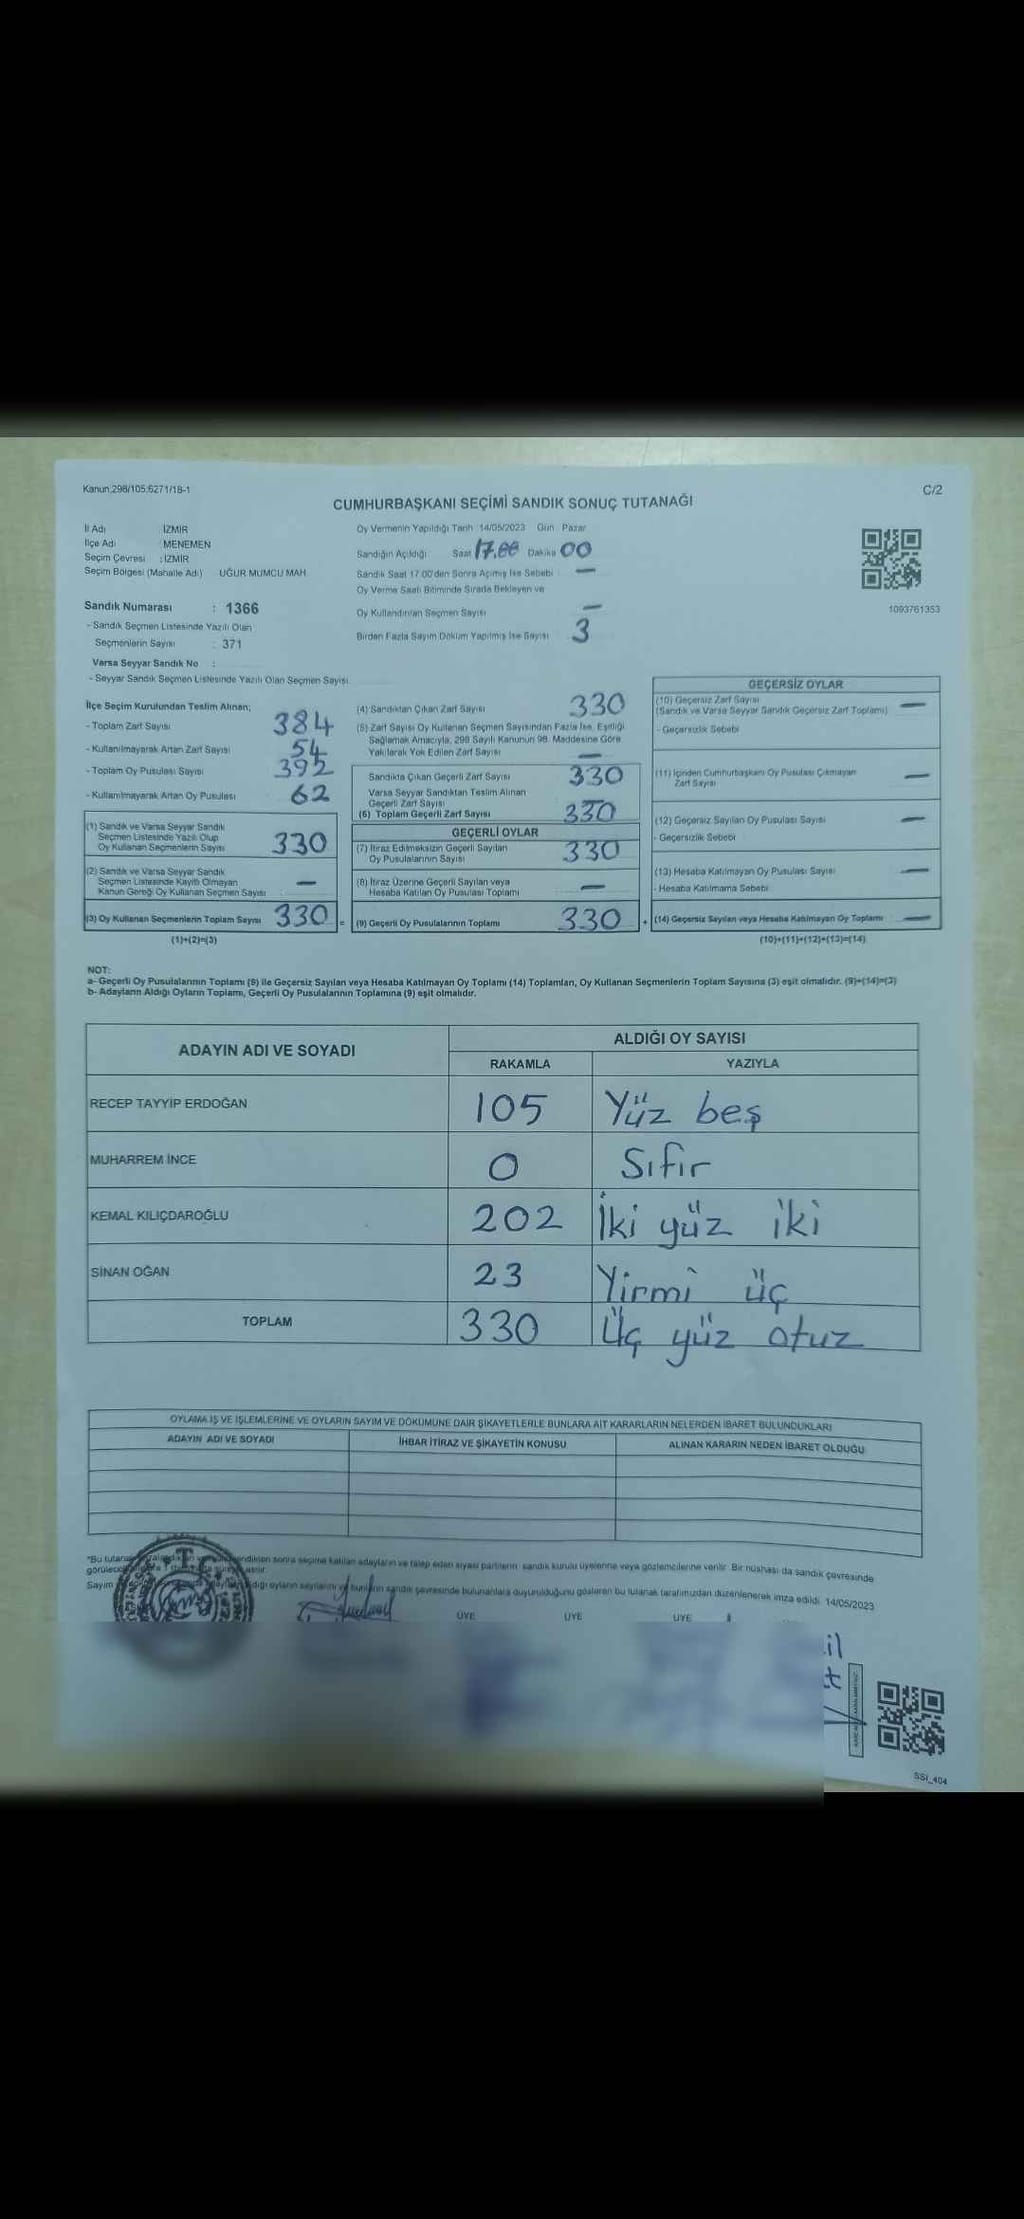 Kanun:298/105;6271/18-1
C/2
CUMHURBAŞKANI SEÇİMİ SANDIK SONUÇ TUTANAĞI
İl Adı : İZMİR
İlçe Adı : MENEMEN
Seçim Çevresi : İZMİR
Seçim Bölgesi (Mahalle Adı) UĞUR MUMCU MAH.
Sandık Numarası : 1366
- Sandık Seçmen Listesinde Yazılı Olan
Seçmenlerin Sayısı : 371
Varsa Seyyar Sandık No :
- Seyyar Sandık Seçmen Listesinde Yazılı Olan Seçmen Sayısı
Oy Vermenin Yapıldığı Tarih 14/05/2023 Gün Pazar
Sandığın Açıldığı Saat 17.00 Dakika 00
Sandık Saat 17.00'den Sonra Açılmış İse Sebebi —
Oy Verme Saati Bitiminde Sırada Bekleyen ve
Oy Kullandırılan Seçmen Sayısı —
Birden Fazla Sayım Döküm Yapılmış İse Sayısı 3
1093761353
İlçe Seçim Kurulundan Teslim Alınan;
- Toplam Zarf Sayısı 384
- Kullanılmayarak Artan Zarf Sayısı 54
- Toplam Oy Pusulası Sayısı 392
- Kullanılmayarak Artan Oy Pusulası 62
(1) Sandık ve Varsa Seyyar Sandık
Seçmen Listesinde Yazılı Olup
Oy Kullanan Seçmenlerin Sayısı 330
(2) Sandık ve Varsa Seyyar Sandık
Seçmen Listesinde Kayıtlı Olmayan
Kanun Gereği Oy Kullanan Seçmen Sayısı —
(3) Oy Kullanan Seçmenlerin Toplam Sayısı 330 =
(1)+(2)=(3)
(4) Sandıktan Çıkan Zarf Sayısı 330
(5) Zarf Sayısı Oy Kullanan Seçmen Sayısından Fazla İse, Eşitliği
Sağlamak Amacıyla, 298 Sayılı Kanunun 98. Maddesine Göre
Yakılarak Yok Edilen Zarf Sayısı —
Sandıkta Çıkan Geçerli Zarf Sayısı 330
Varsa Seyyar Sandıktan Teslim Alınan
Geçerli Zarf Sayısı —
(6) Toplam Geçerli Zarf Sayısı 330
GEÇERLİ OYLAR
(7) İtiraz Edilmeksizin Geçerli Sayılan
Oy Pusulalarının Sayısı 330
(8) İtiraz Üzerine Geçerli Sayılan veya
Hesaba Katılan Oy Pusulası Toplamı —
(9) Geçerli Oy Pusulalarının Toplamı 330 +
GEÇERSİZ OYLAR
(10) Geçersiz Zarf Sayısı
(Sandık ve Varsa Seyyar Sandık Geçersiz Zarf Toplamı) —
- Geçersizlik Sebebi
(11) İçinden Cumhurbaşkanı Oy Pusulası Çıkmayan
Zarf Sayısı —
(12) Geçersiz Sayılan Oy Pusulası Sayısı —
- Geçersizlik Sebebi
(13) Hesaba Katılmayan Oy Pusulası Sayısı —
- Hesaba Katılmama Sebebi
(14) Geçersiz Sayılan veya Hesaba Katılmayan Oy Toplamı —
(10)+(11)+(12)+(13)=(14)
NOT:
a- Geçerli Oy Pusulalarının Toplamı (9) ile Geçersiz Sayılan veya Hesaba Katılmayan Oy Toplamı (14) Toplamları, Oy Kullanan Seçmenlerin Toplam Sayısına (3) eşit olmalıdır. (9)+(14)=(3)
b- Adayların Aldığı Oyların Toplamı, Geçerli Oy Pusulalarının Toplamına (9) eşit olmalıdır.
ADAYIN ADI VE SOYADI
ALDIĞI OY SAYISI
RAKAMLA YAZIYLA
RECEP TAYYİP ERDOĞAN 105 Yüz beş
MUHARREM İNCE 0 Sıfır
KEMAL KILIÇDAROĞLU 202 İki yüz iki
SİNAN OĞAN 23 Yirmi üç
TOPLAM 330 Üç yüz otuz
OYLAMA İŞ VE İŞLEMLERİNE VE OYLARIN SAYIM VE DÖKÜMÜNE DAİR ŞİKAYETLERLE BUNLARA AİT KARARLARIN NELERDEN İBARET BULUNDUKLARI
ADAYIN ADI VE SOYADI İHBAR İTİRAZ VE ŞİKAYETİN KONUSU ALINAN KARARIN NEDEN İBARET OLDUĞU
*Bu tutanak sonra seçime katılan adayların ve talep eden siyasi partilerin sandık kurulu üyelerine veya gözlemcilerine verilir. Bir nüshası da sandık çevresinde
Sayım oyların sayılarını ve bunların sandık çevresinde bulunanlara duyurulduğunu gösteren bu tutanak tarafımızdan düzenlenerek imza edildi. 14/05/2023
ÜYE ÜYE ÜYE
SSİ_404